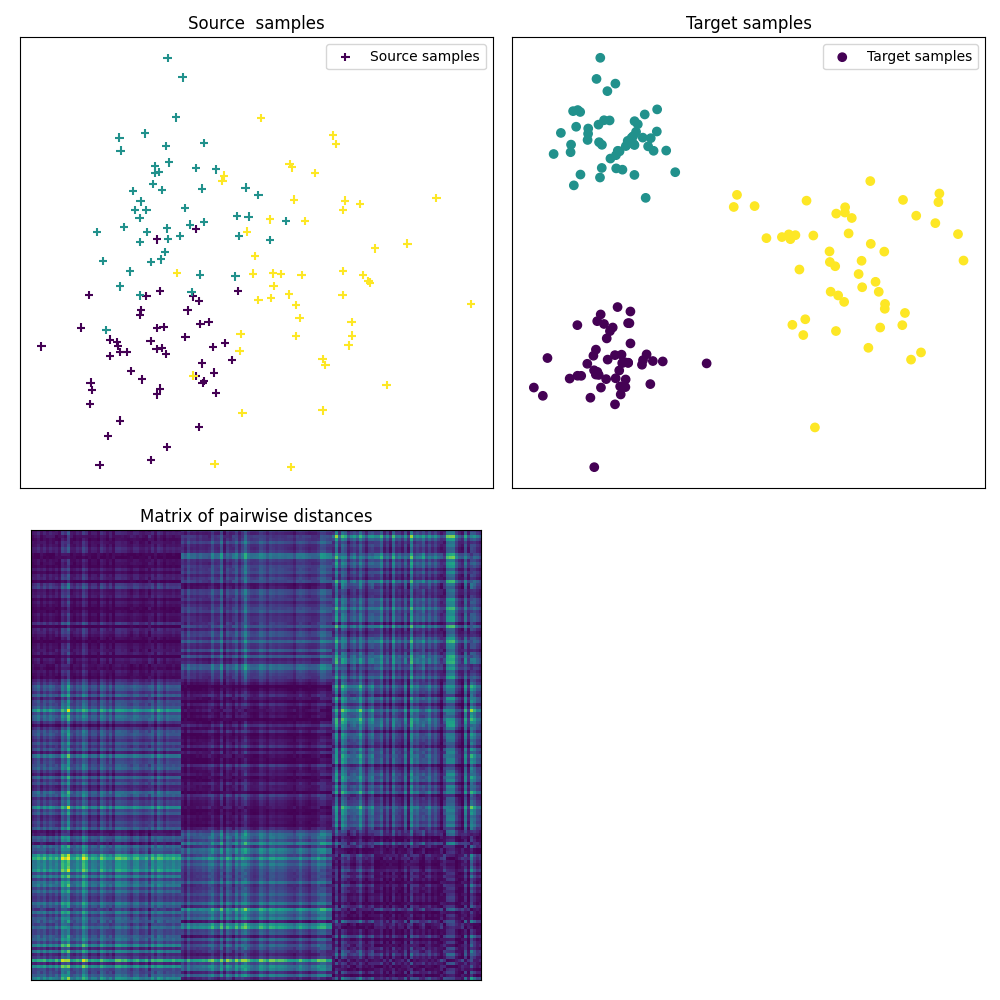 Source  samples
Source samples
Target samples
Target samples
Matrix of pairwise distances